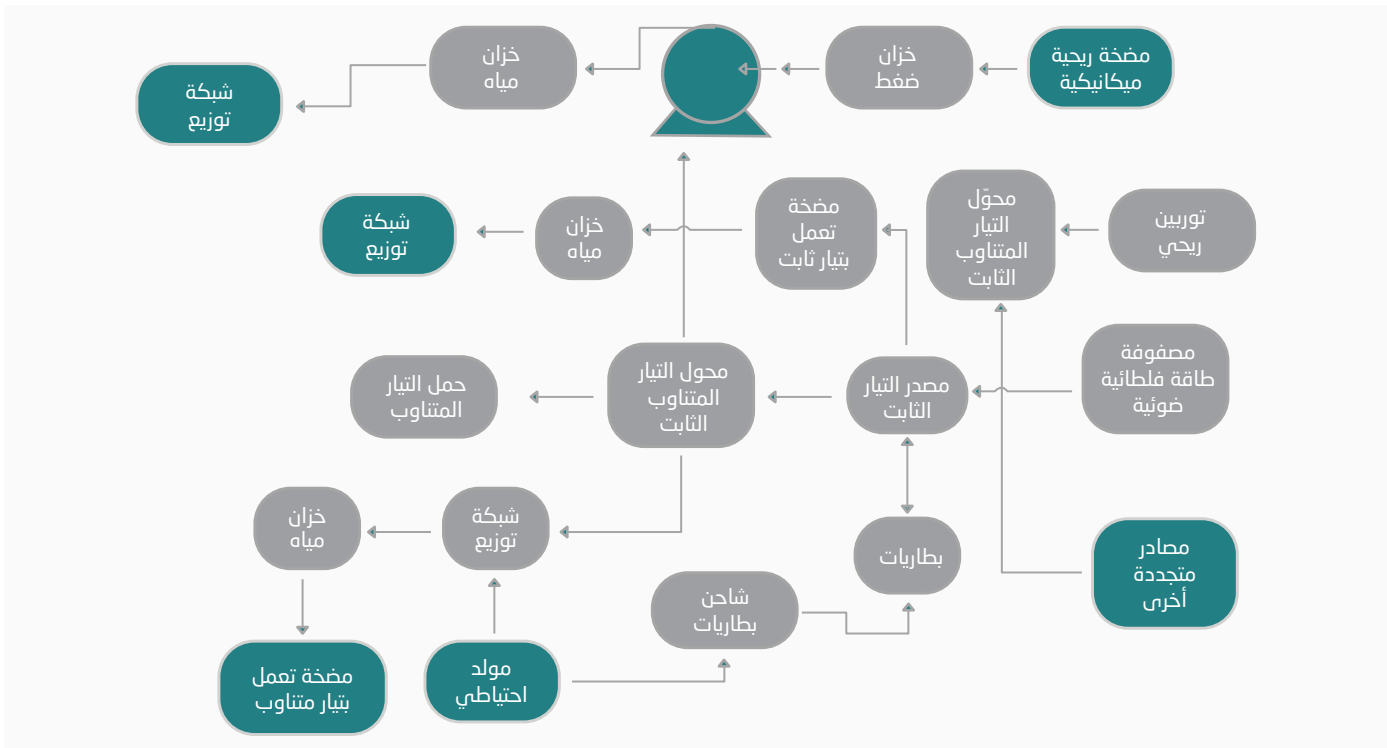 مضخة ريحية
ميكانيكية
خزان
ضغط
خزان
مياه
شبكة
توزيع
توربين
ريحي
محوّل
التيار
المتناوب
الثابت
مضخة
تعمل
بتيار ثابت
خزان
مياه
شبكة
توزيع
مصفوفة
طاقة فلطائية
ضوئية
مصدر التيار
الثابت
محول التيار
المتناوب
الثابت
حمل التيار
المتناوب
مصادر
متجددة
أخرى
بطاريات
شبكة
توزيع
خزان
مياه
شاحن
بطاريات
مولد
احتياطي
مضخة تعمل
بتيار متناوب